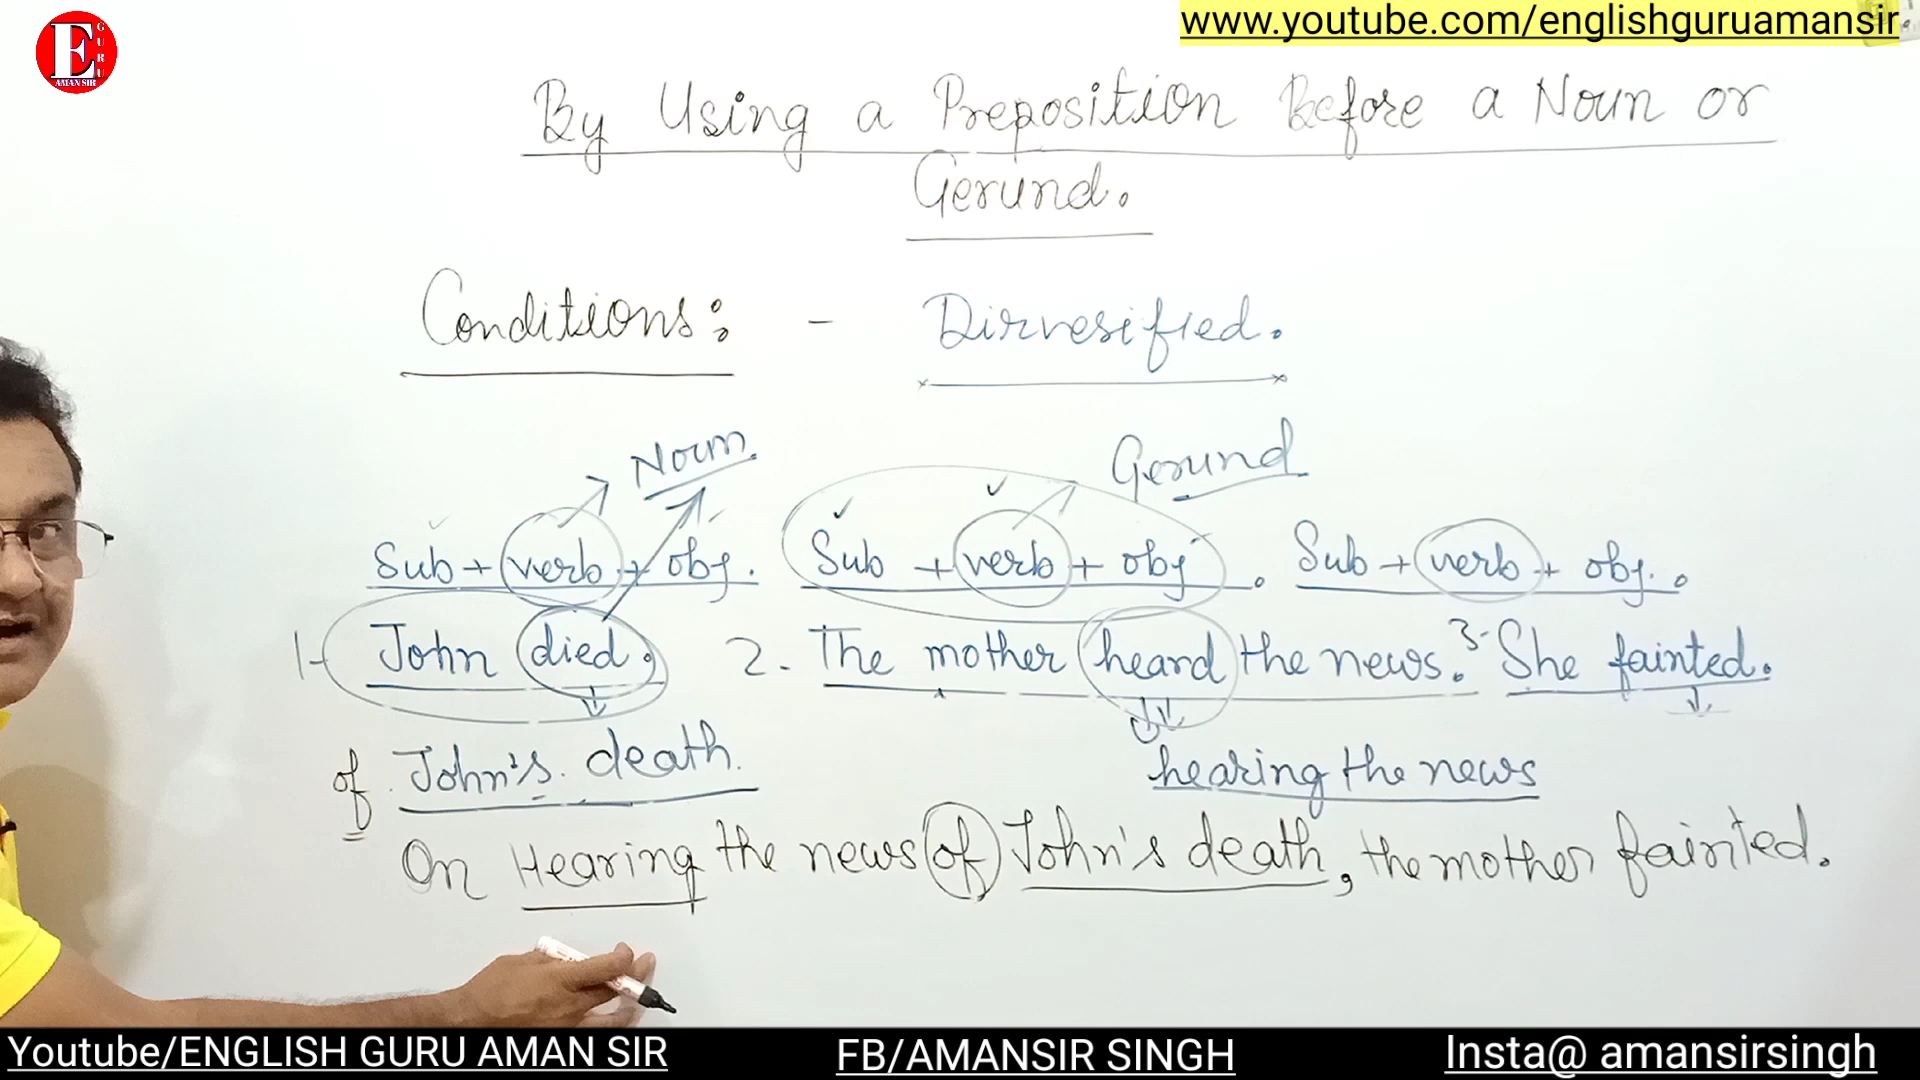 E
GURU
AMAN SIR
www.youtube.com/englishguruamansir
By Using a Preposition Before a Noun or
Gerund.
Conditions: - Dirvesified.
Noun. Gerund
Sub + verb + obj. Sub + verb + obj. Sub + verb + obj..
1- John died. 2- The mother heard the news. 3- She fainted.
of John's. death. hearing the news
On Hearing the news of John's death, the mother fainted.
Youtube/ENGLISH GURU AMAN SIR FB/AMANSIR SINGH Insta@ amansirsingh